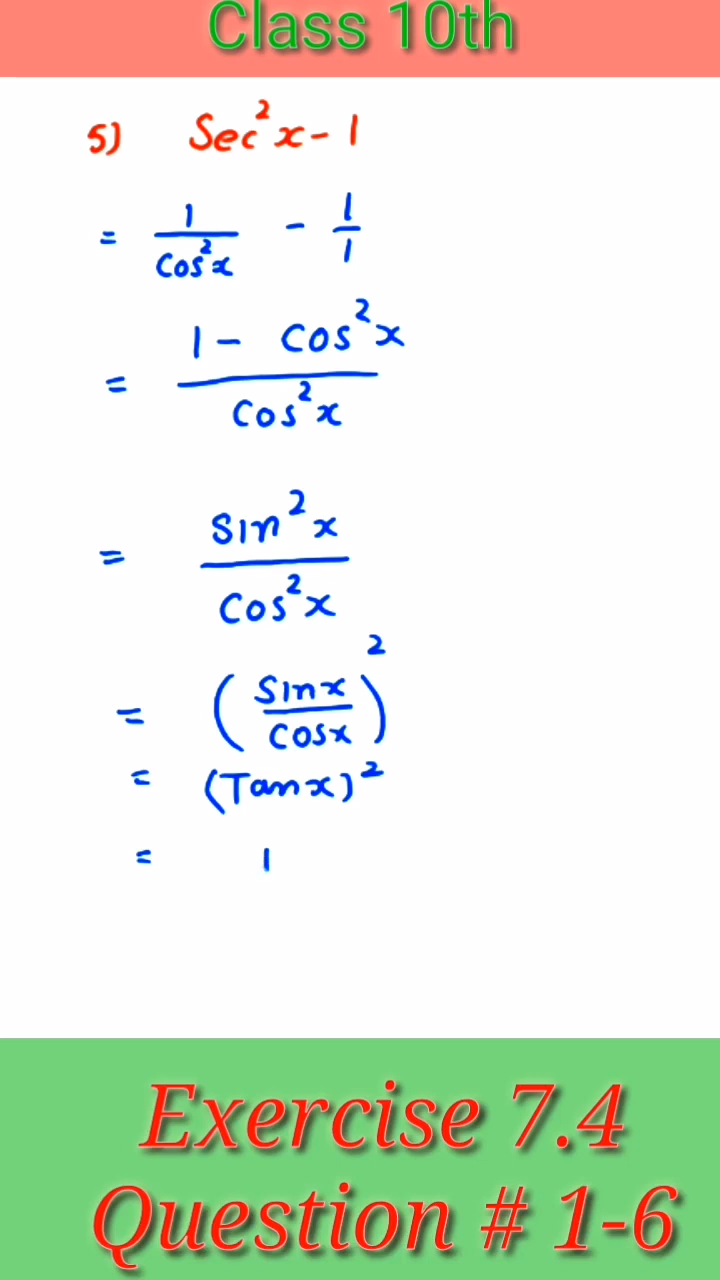 Class 10th
5) Sec²x - 1
= 1/cos²x - 1/1
= (1 - cos²x)/cos²x
= sin²x/cos²x
= (sinx/cosx)²
= (Tanx)²
= 1
Exercise 7.4
Question # 1-6